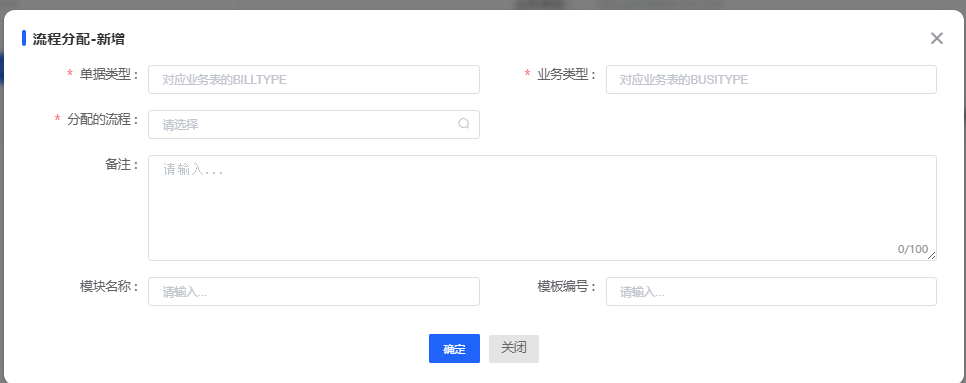 流程分配-新增
* 单据类型： 对应业务表的BILLTYPE * 业务类型： 对应业务表的BUSITYPE
* 分配的流程： 请选择
备注： 请输入...
0/100
模块名称： 请输入... 模板编号： 请输入...
确定 关闭